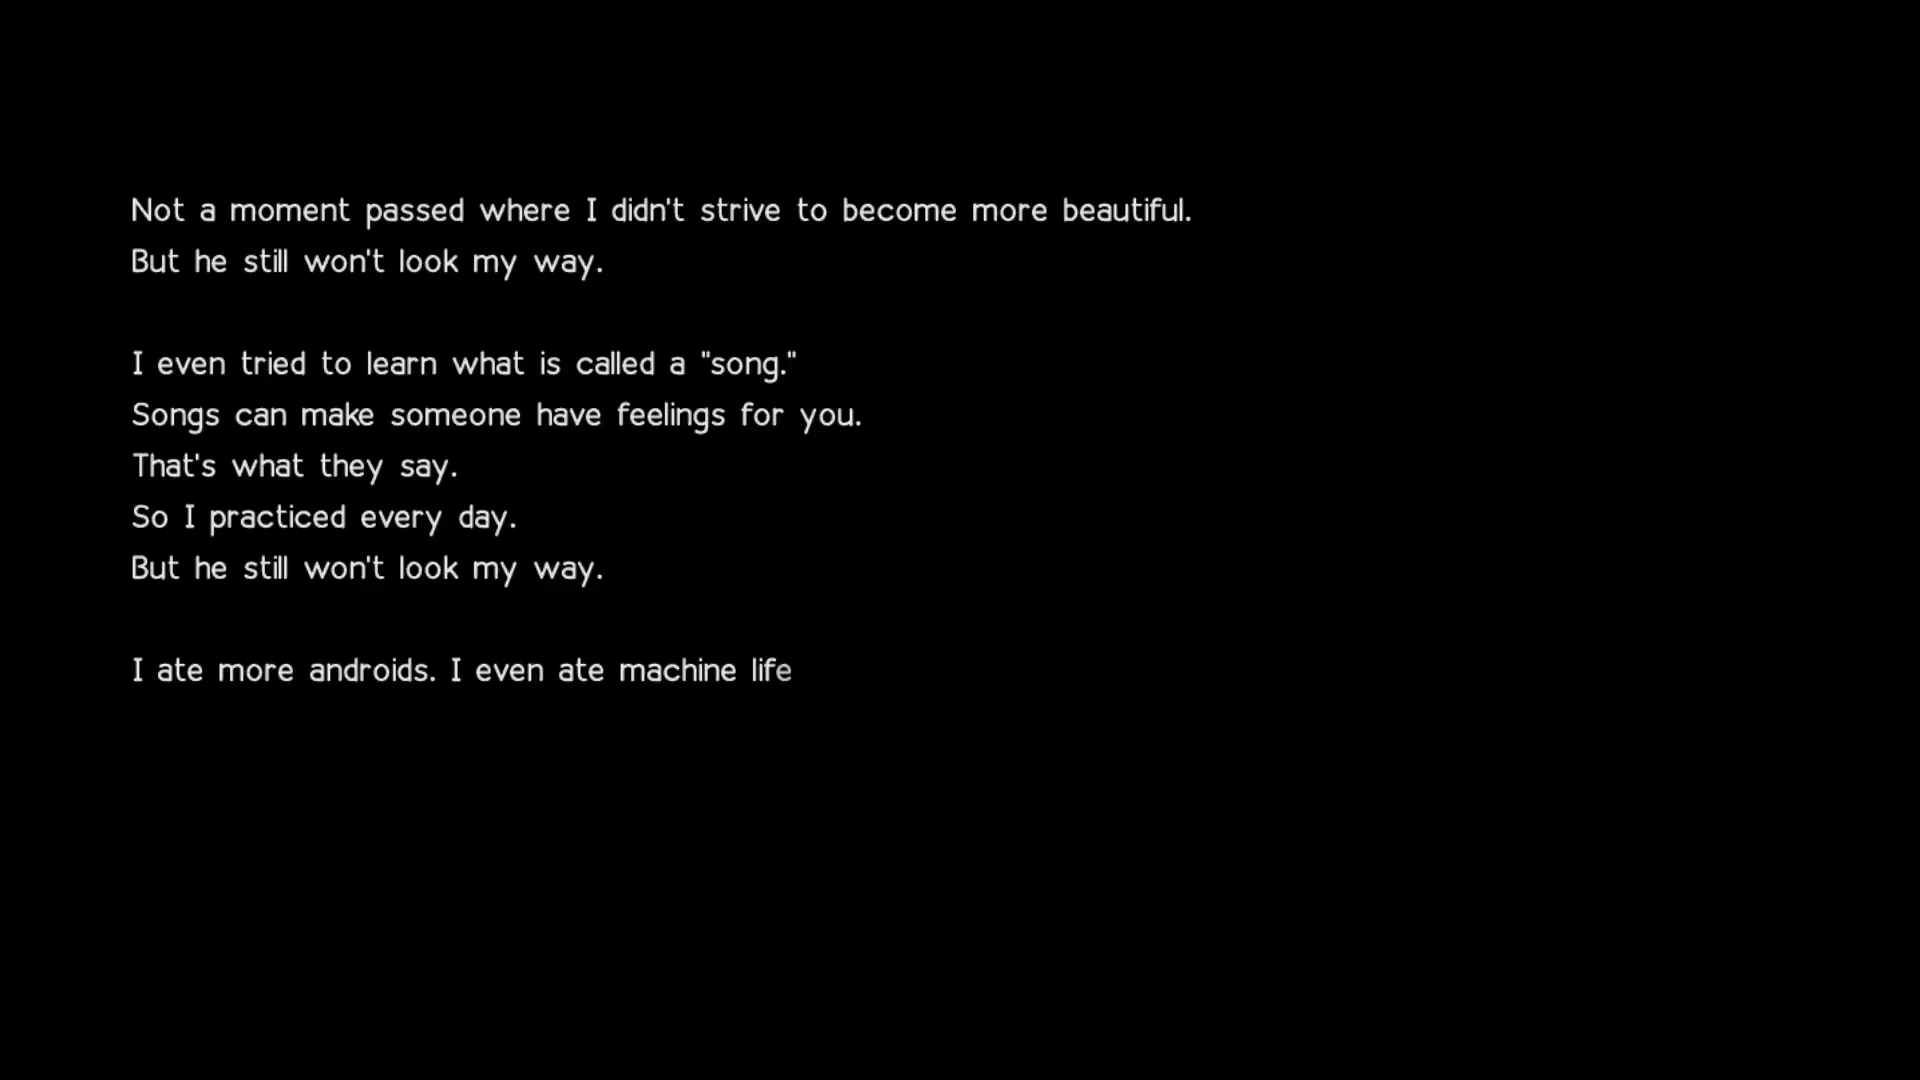 Not a moment passed where I didn't strive to become more beautiful.
But he still won't look my way.
I even tried to learn what is called a "song."
Songs can make someone have feelings for you.
That's what they say.
So I practiced every day.
But he still won't look my way.
I ate more androids. I even ate machine life